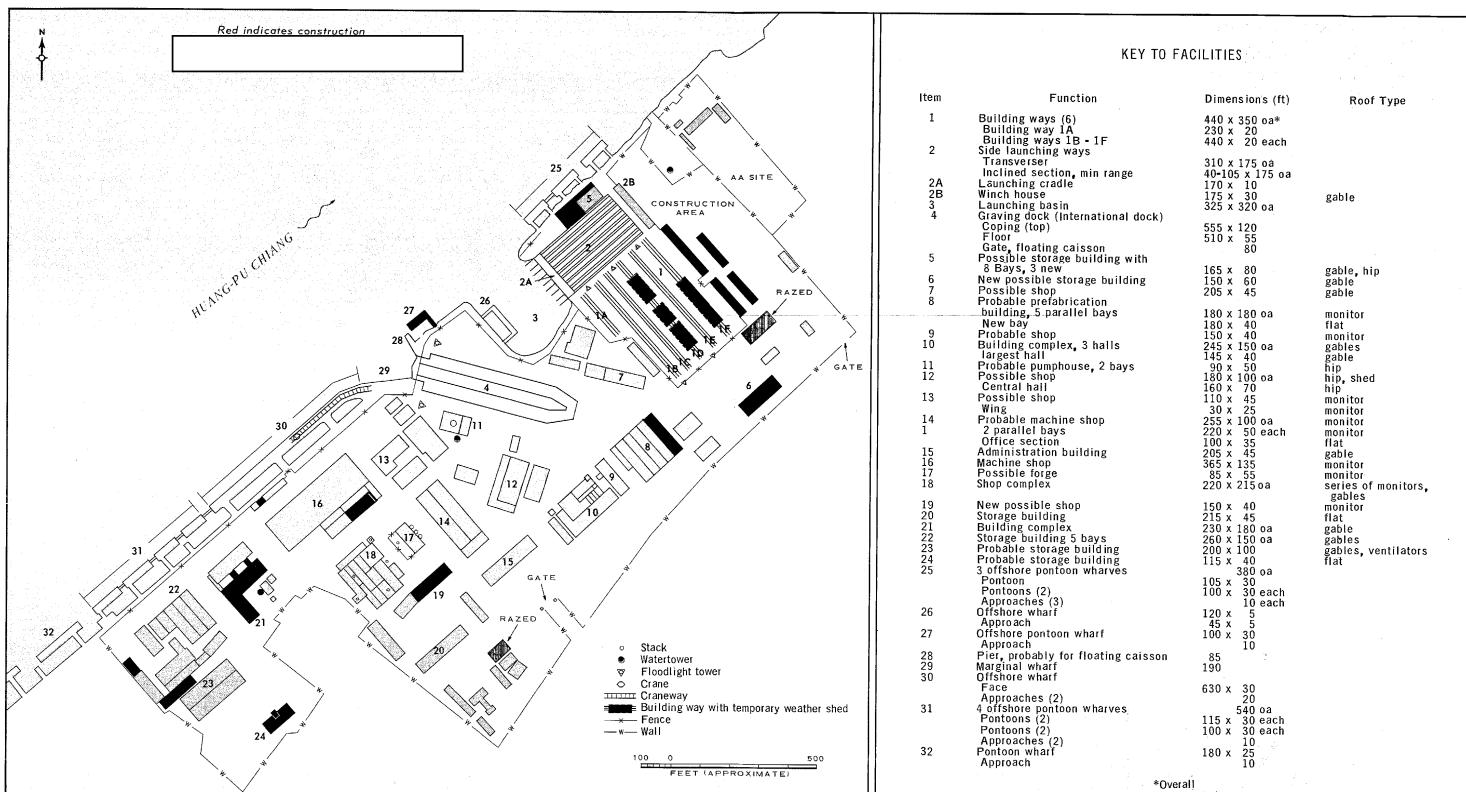 N
Red indicates construction
HUANG-PU CHIANG
25
2B
5
AA SITE
CONSTRUCTION
AREA
2
2A
1
RAZED
27
26
3
1A
1F
1E
1D
1C
1B
28
GATE
29
7
4
6
30
11
8
13
9
12
16
10
14
17
31
18
15
GATE
19
22
21
RAZED
32
20
23
24
Stack
Watertower
Floodlight tower
Crane
Craneway
Building way with temporary weather shed
Fence
W Wall
100 0 500
FEET (APPROXIMATE)
KEY TO FACILITIES
Item Function Dimensions (ft) Roof Type
1 Building ways (6) 440 x 350 oa*
Building way 1A 230 x 20
Building ways 1B - 1F 440 x 20 each
2 Side launching ways
Transverser 310 x 175 oa
Inclined section, min range 40-105 x 175 oa
2A Launching cradle 170 x 10
2B Winch house 175 x 30 gable
3 Launching basin 325 x 320 oa
4 Graving dock (International dock)
Coping (top) 555 x 120
Floor 510 x 55
Gate, floating caisson 80
5 Possible storage building with
8 Bays, 3 new 165 x 80 gable, hip
6 New possible storage building 150 x 60 gable
7 Possible shop 205 x 45 gable
8 Probable prefabrication
building, 5 parallel bays 180 x 180 oa monitor
New bay 180 x 40 flat
9 Probable shop 150 x 40 monitor
10 Building complex, 3 halls 245 x 150 oa gables
largest hall 145 x 40 gable
11 Probable pumphouse, 2 bays 90 x 50 hip
12 Possible shop 180 x 100 oa hip, shed
Central hall 160 x 70 hip
13 Possible shop 110 x 45 monitor
Wing 30 x 25 monitor
14 Probable machine shop 255 x 100 oa monitor
1 2 parallel bays 220 x 50 each monitor
Office section 100 x 35 flat
15 Administration building 205 x 45 gable
16 Machine shop 365 x 135 monitor
17 Possible forge 85 x 55 monitor
18 Shop complex 220 x 215 oa series of monitors,
gables
19 New possible shop 150 x 40 monitor
20 Storage building 215 x 45 flat
21 Building complex 230 x 180 oa gable
22 Storage building 5 bays 260 x 150 oa gables
23 Probable storage building 200 x 100 gables, ventilators
24 Probable storage building 115 x 40 flat
25 3 offshore pontoon wharves 380 oa
Pontoon 105 x 30
Pontoons (2) 100 x 30 each
Approaches (3) 10 each
26 Offshore wharf 120 x 5
Approach 45 x 5
27 Offshore pontoon wharf 100 x 30
Approach 10
28 Pier, probably for floating caisson 85
29 Marginal wharf 190
30 Offshore wharf
Face 630 x 30
Approaches (2) 20
31 4 offshore pontoon wharves 540 oa
Pontoons (2) 115 x 30 each
Pontoons (2) 100 x 30 each
Approaches (2) 10
32 Pontoon wharf 180 x 25
Approach 10
*Overall